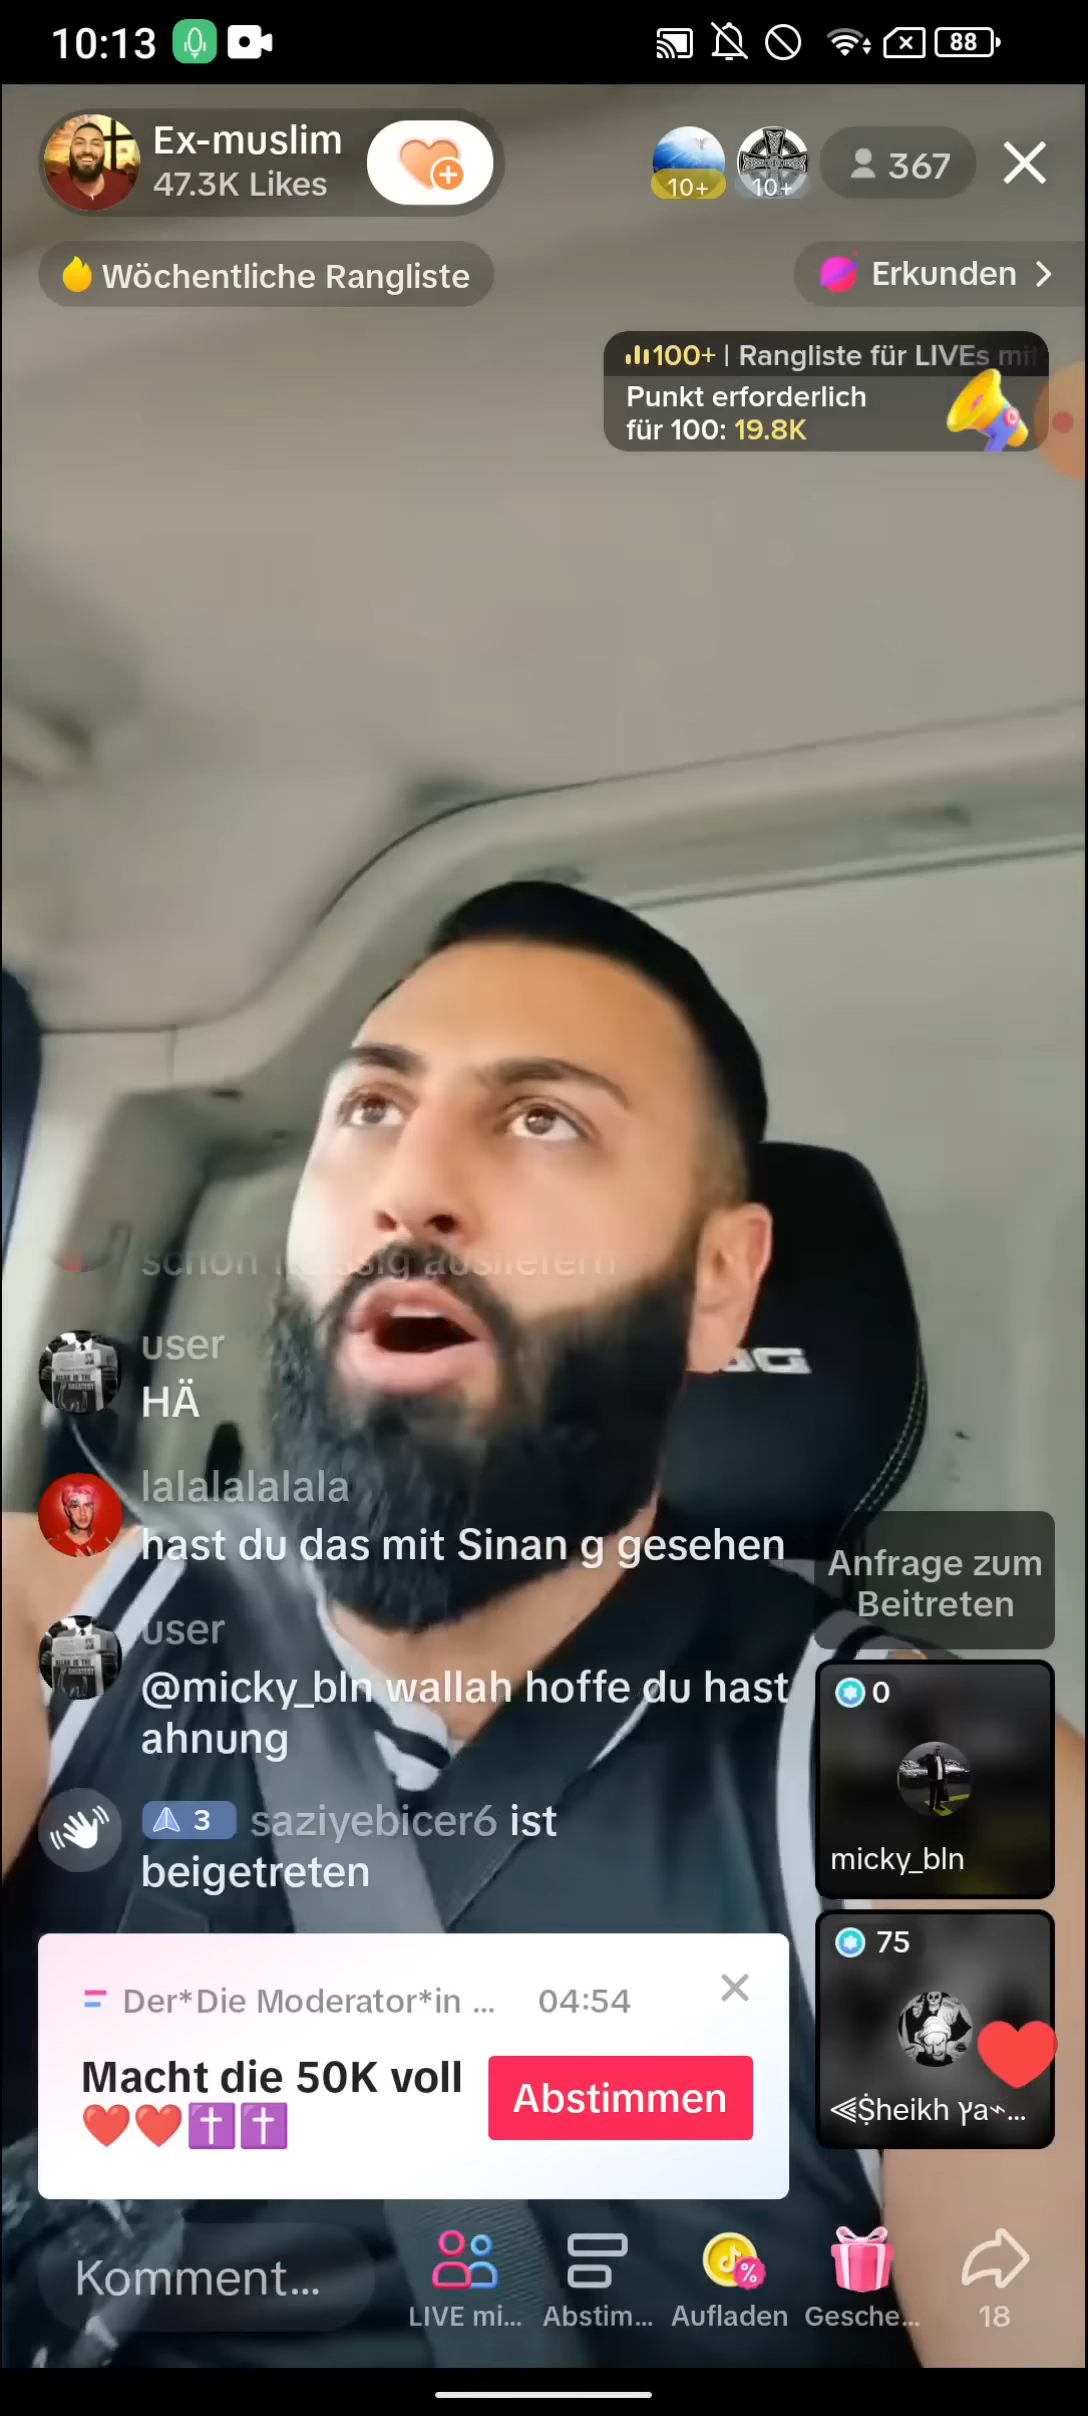 10:13
88
Ex-muslim
47.3K Likes
10+
10+
367
Wöchentliche Rangliste
Erkunden
100+ | Rangliste für LIVEs mi
Punkt erforderlich
für 100: 19.8K
schon
user
HÄ
lalalalalala
hast du das mit Sinan g gesehen
user
@micky_bln wallah hoffe du hast
ahnung
3 saziyebicer6 ist
beigetreten
Anfrage zum
Beitreten
0
micky_bln
75
Der*Die Moderator*in ... 04:54
Macht die 50K voll
❤️❤️✝️✝️
Abstimmen
Komment...
LIVE mi...
Abstim...
Aufladen
Gesche...
18